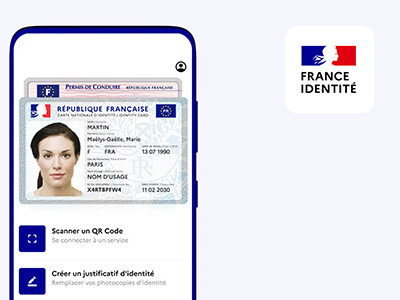 PERMIS DE CONDUIRE RÉPUBLIQUE FRANÇAISE
RÉPUBLIQUE FRANÇAISE
FR
CARTE NATIONALE D'IDENTITÉ / IDENTITY CARD
MARTIN
Maëlys-Gaëlle, Marie
F FRA 13 07 1990
PARIS
NOM D'USAGE
X4RTBPFW4 11 02 2030
Scanner un QR Code
Se connecter à un service
Créer un justificatif d'identité
Remplacer vos photocopies d'identité
FRANCE
IDENTITÉ